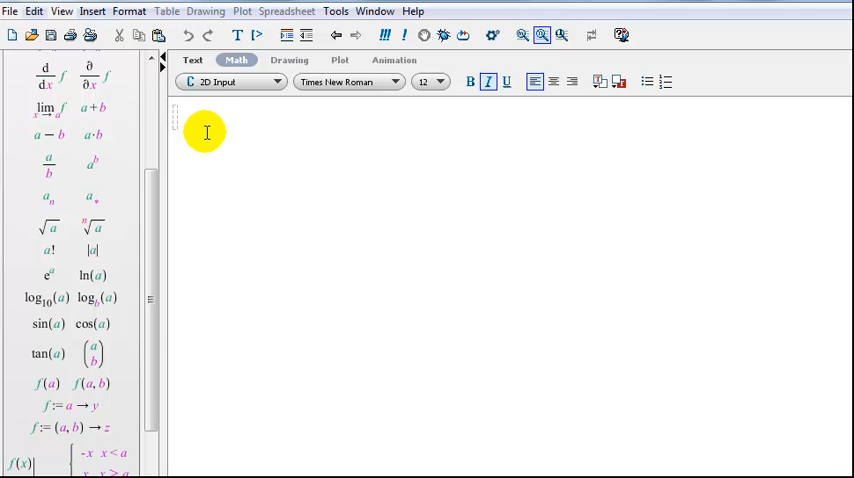 File Edit View Insert Format Table Drawing Plot Spreadsheet Tools Window Help
T !!! !
Text Math Drawing Plot Animation
C 2D Input Times New Roman 12 B I U
d/dx f ∂/∂x f
lim x→a f a+b
a−b a·b
a/b a^b
a_n a_*
√a ⁿ√a
a! |a|
e^a ln(a)
log₁₀(a) log_b(a)
sin(a) cos(a)
tan(a) (a b)
f(a) f(a, b)
f := a → y
f := (a, b) → z
f(x)| { -x x < a
x x ≥ a